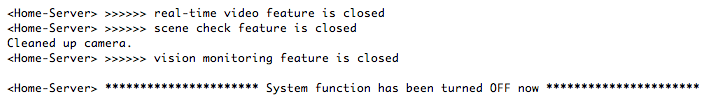 <Home-Server> >>>>>> real-time video feature is closed
<Home-Server> >>>>>> scene check feature is closed
Cleaned up camera.
<Home-Server> >>>>>> vision monitoring feature is closed
<Home-Server> ********************** System function has been turned OFF now **********************